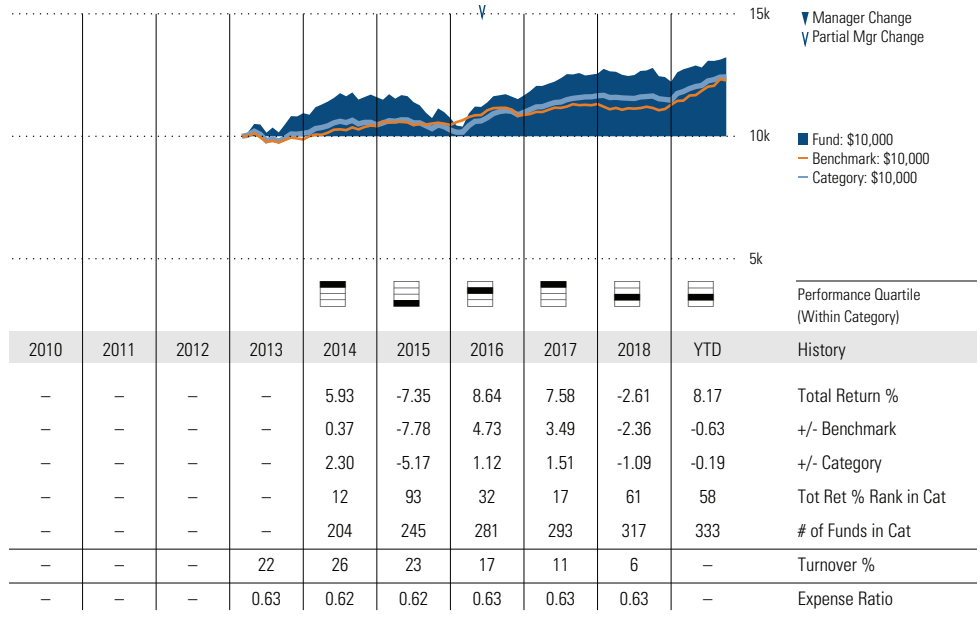 15k
▼ Manager Change
V Partial Mgr Change
10k
Fund: $10,000
Benchmark: $10,000
Category: $10,000
5k
Performance Quartile
(Within Category)
2010 2011 2012 2013 2014 2015 2016 2017 2018 YTD History
– – – – 5.93 -7.35 8.64 7.58 -2.61 8.17 Total Return %
– – – – 0.37 -7.78 4.73 3.49 -2.36 -0.63 +/- Benchmark
– – – – 2.30 -5.17 1.12 1.51 -1.09 -0.19 +/- Category
– – – – 12 93 32 17 61 58 Tot Ret % Rank in Cat
– – – – 204 245 281 293 317 333 # of Funds in Cat
– – – 22 26 23 17 11 6 – Turnover %
– – – 0.63 0.62 0.62 0.63 0.63 0.63 – Expense Ratio